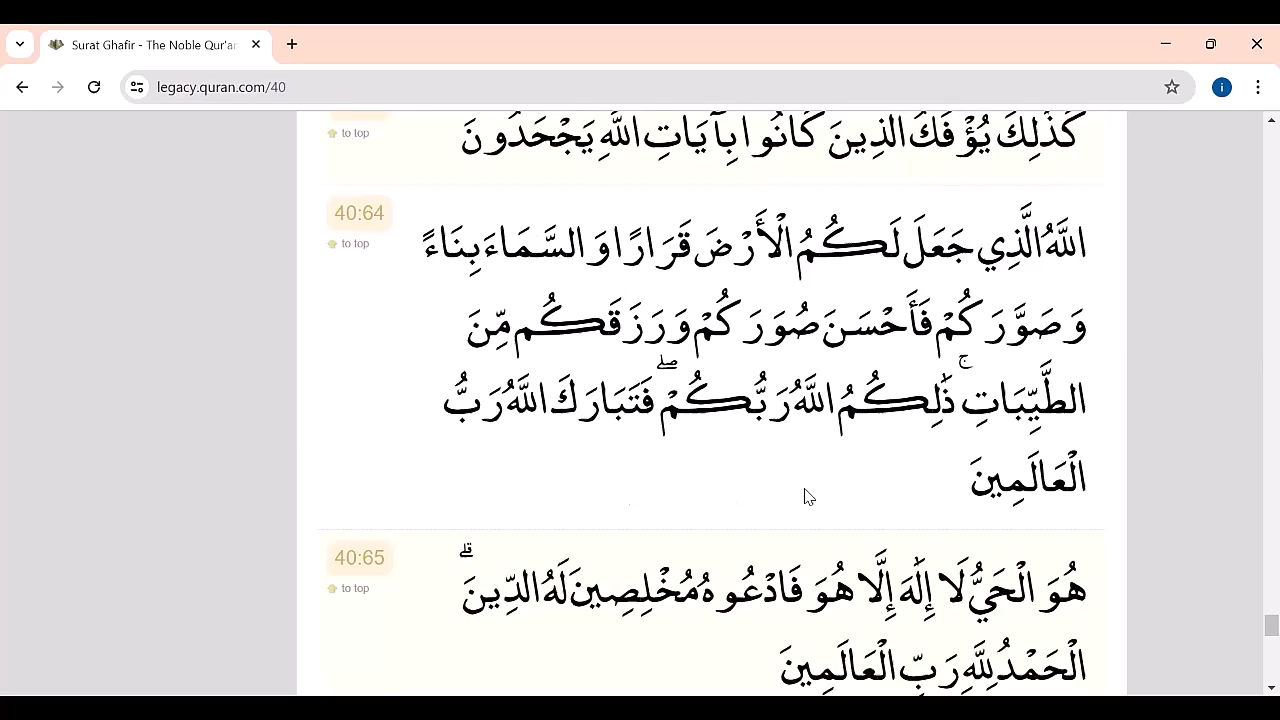 Surat Ghafir - The Noble Qur'an
legacy.quran.com/40
to top
كَذَٰلِكَ يُؤْفَكُ الَّذِينَ كَانُوا بِآيَاتِ اللَّهِ يَجْحَدُونَ
40:64
to top
اللَّهُ الَّذِي جَعَلَ لَكُمُ الْأَرْضَ قَرَارًا وَالسَّمَاءَ بِنَاءً
وَصَوَّرَكُمْ فَأَحْسَنَ صُوَرَكُمْ وَرَزَقَكُم مِّنَ
الطَّيِّبَاتِ ۚ ذَٰلِكُمُ اللَّهُ رَبُّكُمْ ۖ فَتَبَارَكَ اللَّهُ رَبُّ
الْعَالَمِينَ
40:65
to top
هُوَ الْحَيُّ لَا إِلَٰهَ إِلَّا هُوَ فَادْعُوهُ مُخْلِصِينَ لَهُ الدِّينَ ۗ
الْحَمْدُ لِلَّهِ رَبِّ الْعَالَمِينَ